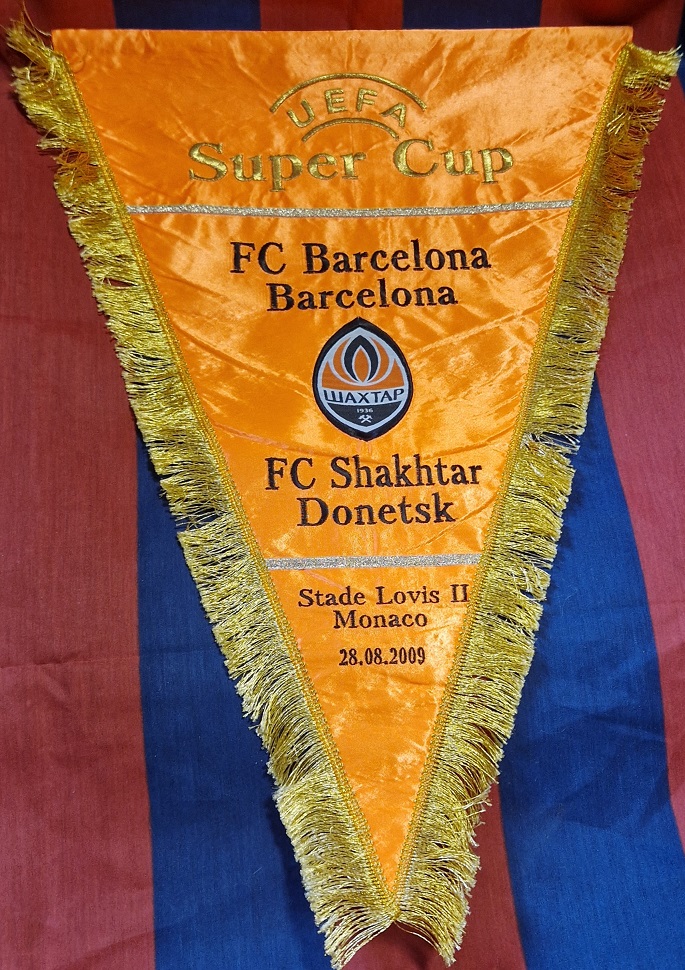 UEFA
Super Cup
FC Barcelona
Barcelona
ШАХТАР
1936
FC Shakhtar
Donetsk
Stade Lovis II
Monaco
28.08.2009